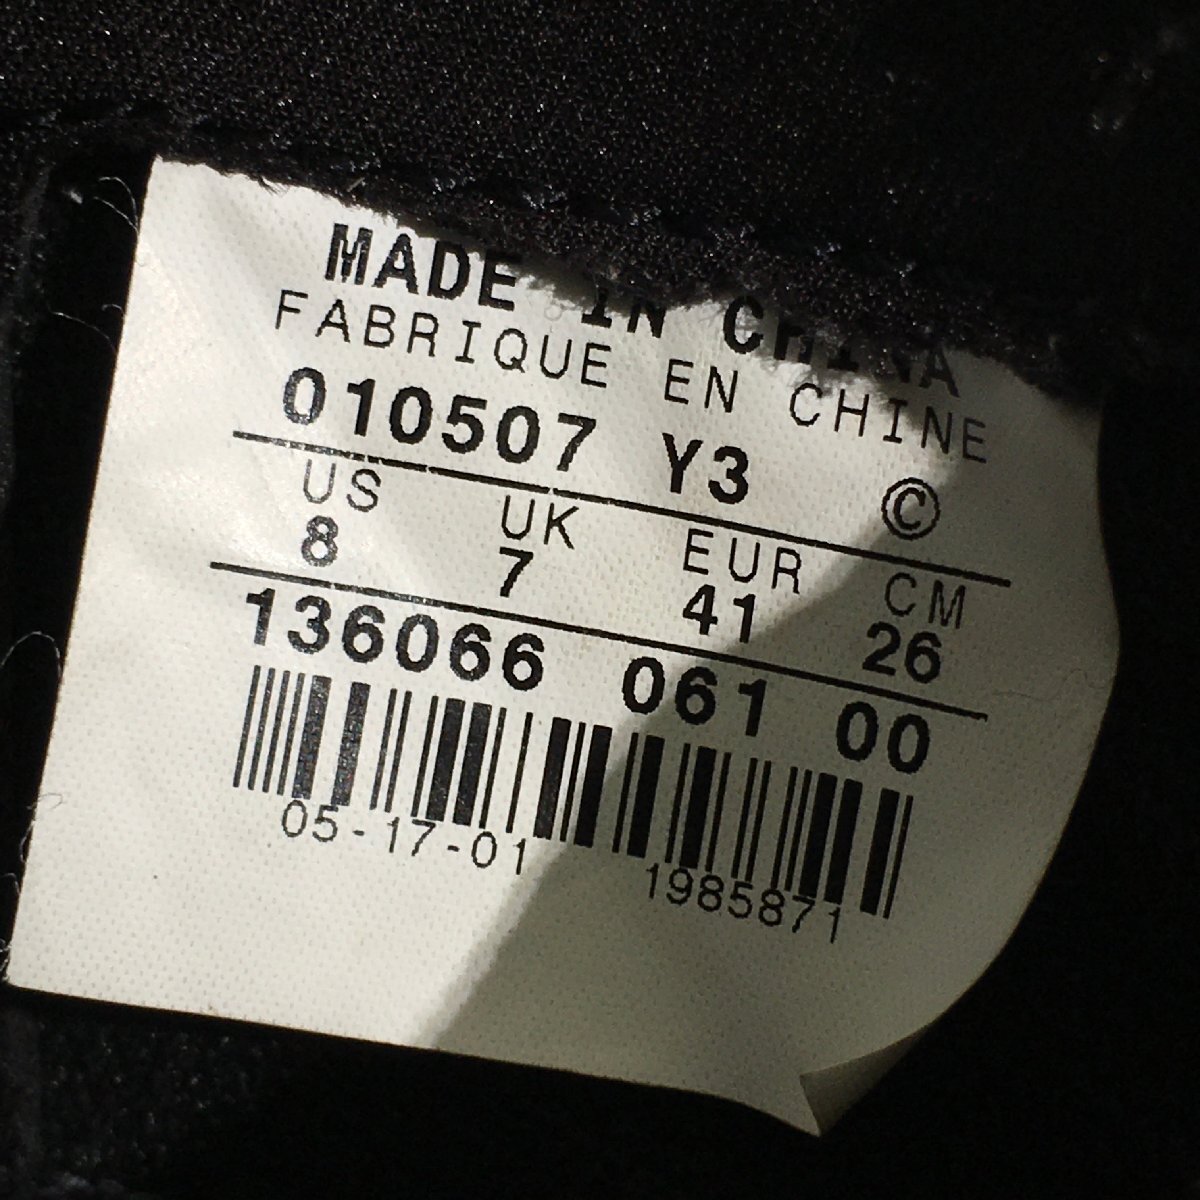 MADE IN CHINA
FABRIQUE EN CHINE
010507 Y3 ©
US UK EUR CM
8 7 41 26
136066 061 00
05-17-01 1985871